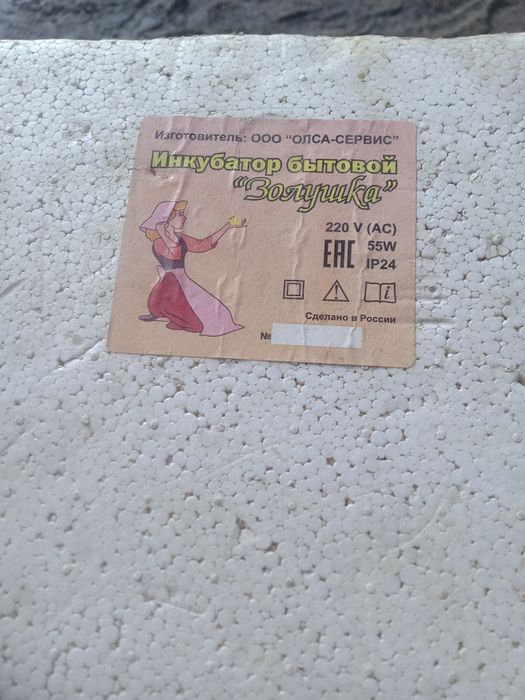 Изготовитель: ООО "ОЛСА-СЕРВИС"
Инкубатор бытовой
"Золушка"
220 V (AC)
EAC 55W
IP24
Сделано в России
№